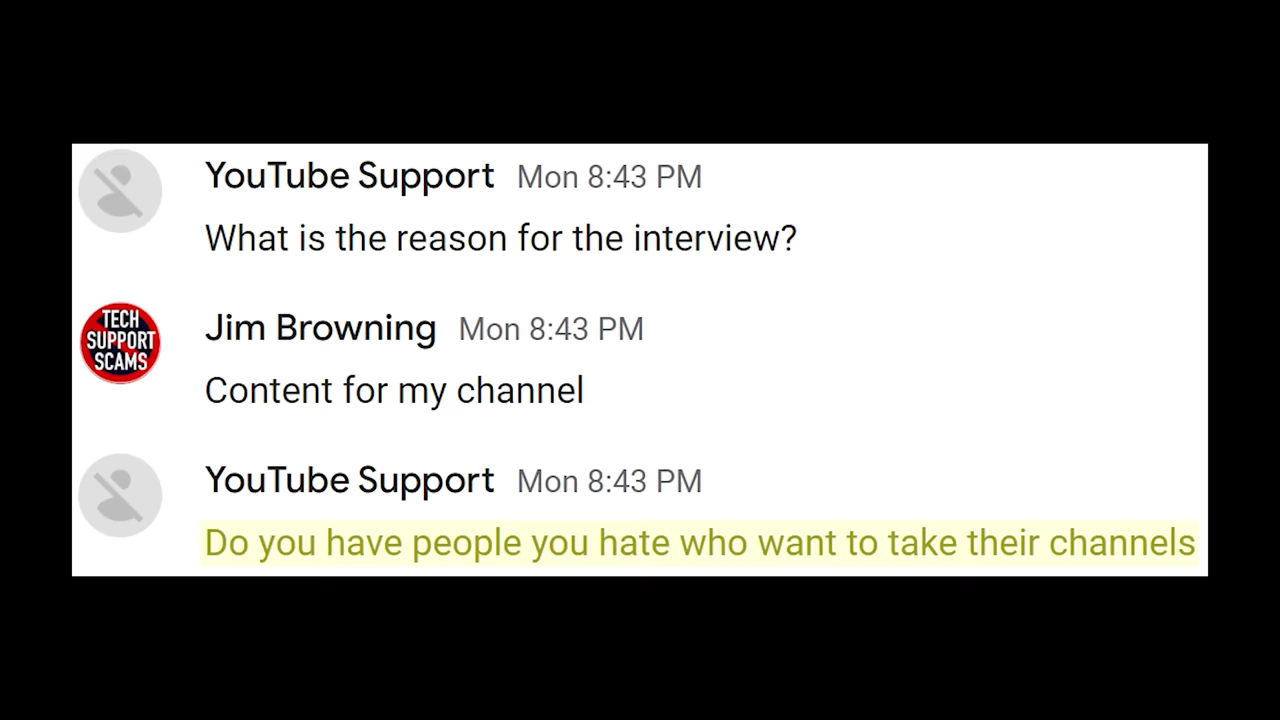 YouTube Support Mon 8:43 PM
What is the reason for the interview?
TECH
SUPPORT
SCAMS
Jim Browning Mon 8:43 PM
Content for my channel
YouTube Support Mon 8:43 PM
Do you have people you hate who want to take their channels